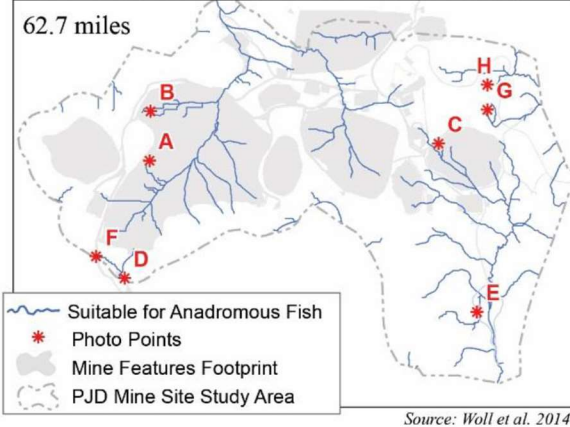 62.7 miles
H
B
G
A
C
F
D
E
Suitable for Anadromous Fish
Photo Points
Mine Features Footprint
PJD Mine Site Study Area
Source: Woll et al. 2014